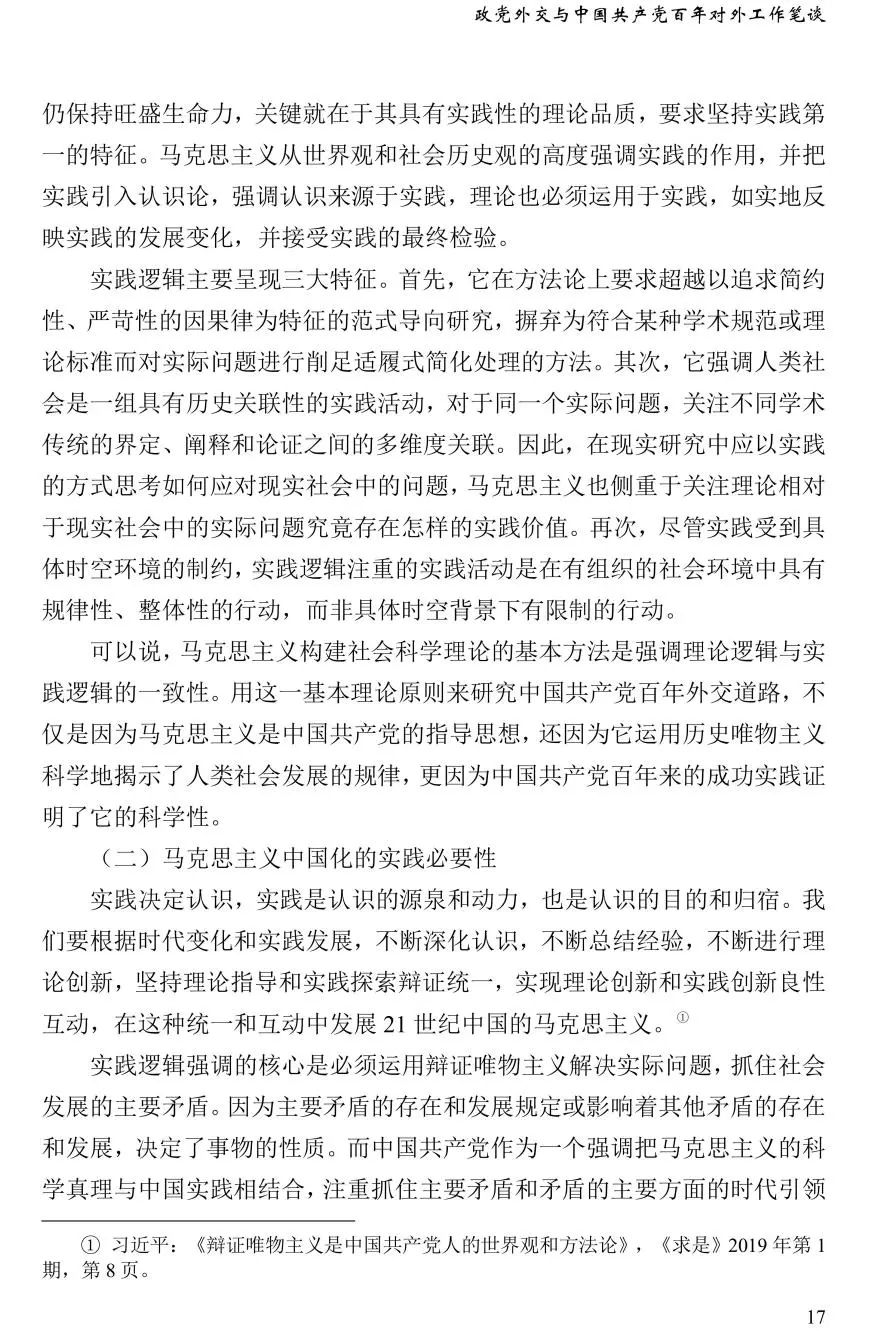 政党外交与中国共产党百年对外工作笔谈
仍保持旺盛生命力，关键就在于其具有实践性的理论品质，要求坚持实践第
一的特征。马克思主义从世界观和社会历史观的高度强调实践的作用，并把
实践引入认识论，强调认识来源于实践，理论也必须运用于实践，如实地反
映实践的发展变化，并接受实践的最终检验。
实践逻辑主要呈现三大特征。首先，它在方法论上要求超越以追求简约
性、严苛性的因果律为特征的范式导向研究，摒弃为符合某种学术规范或理
论标准而对实际问题进行削足适履式简化处理的方法。其次，它强调人类社
会是一组具有历史关联性的实践活动，对于同一个实际问题，关注不同学术
传统的界定、阐释和论证之间的多维度关联。因此，在现实研究中应以实践
的方式思考如何应对现实社会中的问题，马克思主义也侧重于关注理论相对
于现实社会中的实际问题究竟存在怎样的实践价值。再次，尽管实践受到具
体时空环境的制约，实践逻辑注重的实践活动是在有组织的社会环境中具有
规律性、整体性的行动，而非具体时空背景下有限制的行动。
可以说，马克思主义构建社会科学理论的基本方法是强调理论逻辑与实
践逻辑的一致性。用这一基本理论原则来研究中国共产党百年外交道路，不
仅是因为马克思主义是中国共产党的指导思想，还因为它运用历史唯物主义
科学地揭示了人类社会发展的规律，更因为中国共产党百年来的成功实践证
明了它的科学性。
（二）马克思主义中国化的实践必要性
实践决定认识，实践是认识的源泉和动力，也是认识的目的和归宿。我
们要根据时代变化和实践发展，不断深化认识，不断总结经验，不断进行理
论创新，坚持理论指导和实践探索辩证统一，实现理论创新和实践创新良性
互动，在这种统一和互动中发展 21 世纪中国的马克思主义。①
实践逻辑强调的核心是必须运用辩证唯物主义解决实际问题，抓住社会
发展的主要矛盾。因为主要矛盾的存在和发展规定或影响着其他矛盾的存在
和发展，决定了事物的性质。而中国共产党作为一个强调把马克思主义的科
学真理与中国实践相结合，注重抓住主要矛盾和矛盾的主要方面的时代引领
① 习近平：《辩证唯物主义是中国共产党人的世界观和方法论》，《求是》2019 年第 1
期，第 8 页。
17